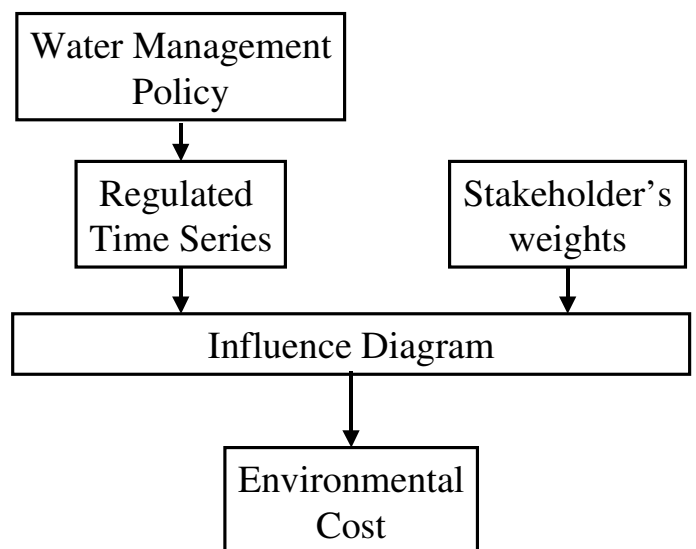 Water Management
Policy
Regulated
Time Series
Stakeholder's
weights
Influence Diagram
Environmental
Cost